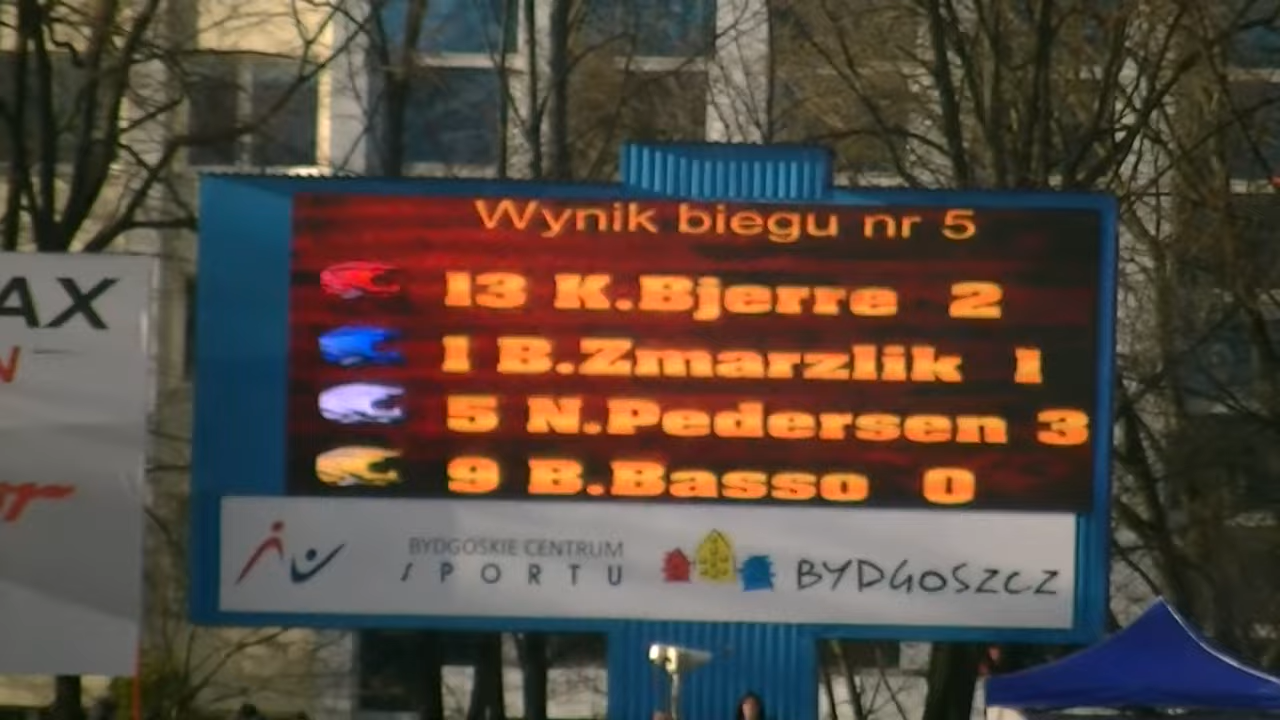 Wynik biegu nr 5
13 K.Bjerre 2
1 B.Zmarzlik 1
5 N.Pedersen 3
9 B.Basso 0
AX
BYDGOSKIE CENTRUM
SPORTU
BYDGOSZCZ